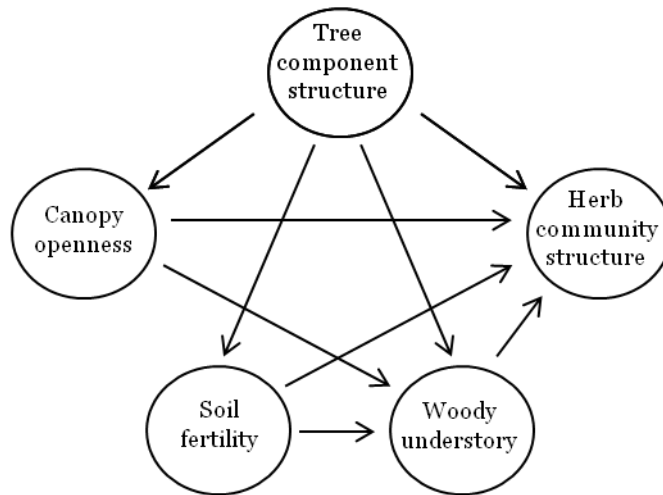 Tree
component
structure
Canopy
openness
Herb
community
structure
Soil
fertility
Woody
understory